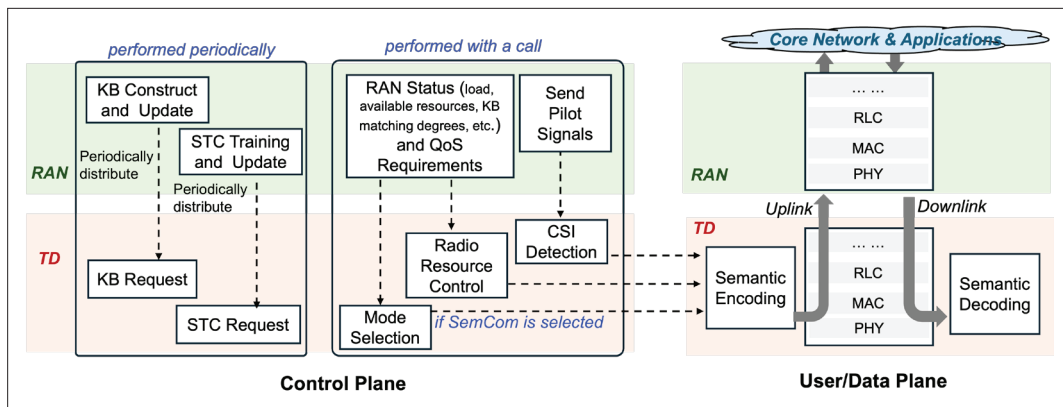 performed periodically
KB Construct
and Update
STC Training
and Update
Periodically
distribute
Periodically
distribute
RAN
TD
KB Request
STC Request
performed with a call
RAN Status (load,
available resources, KB
matching degrees, etc.)
and QoS
Requirements
Send
Pilot
Signals
CSI
Detection
Radio
Resource
Control
Mode
Selection
if SemCom is selected
Control Plane
Core Network & Applications
... ...
RLC
MAC
PHY
RAN
Uplink
Downlink
TD
Semantic
Encoding
... ...
RLC
MAC
PHY
Semantic
Decoding
User/Data Plane